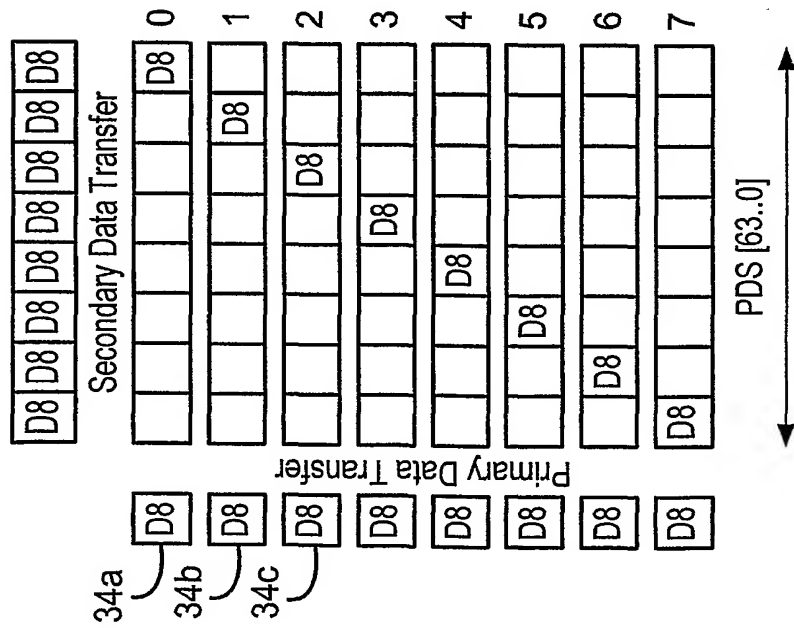 D8 D8 D8 D8 D8 D8 D8 D8
Secondary Data Transfer
34a D8 D8 0
34b D8 D8 1
34c D8 D8 2
D8 D8 3
D8 D8 4
D8 D8 5
D8 D8 6
D8 D8 7
Primary Data Transfer
PDS [63..0]